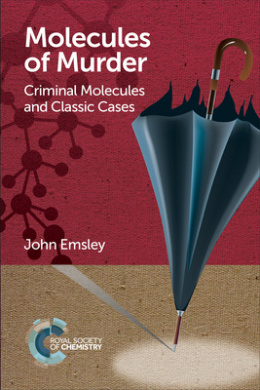 Molecules
of Murder
Criminal Molecules
and Classic Cases
John Emsley
ROYAL SOCIETY
OF CHEMISTRY